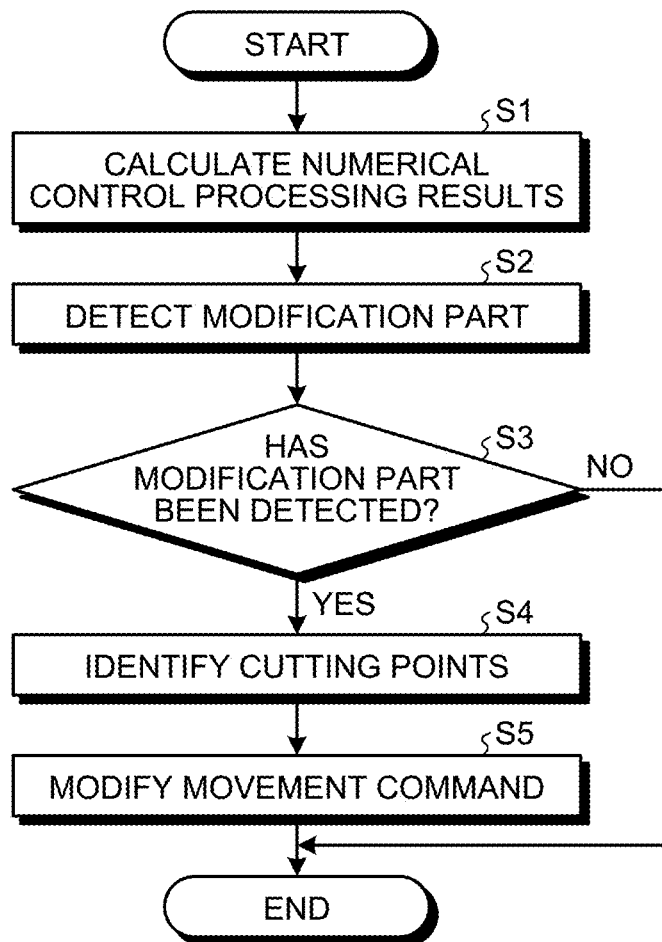 START
S1
CALCULATE NUMERICAL
CONTROL PROCESSING RESULTS
S2
DETECT MODIFICATION PART
S3
HAS
MODIFICATION PART
BEEN DETECTED?
NO
YES
S4
IDENTIFY CUTTING POINTS
S5
MODIFY MOVEMENT COMMAND
END